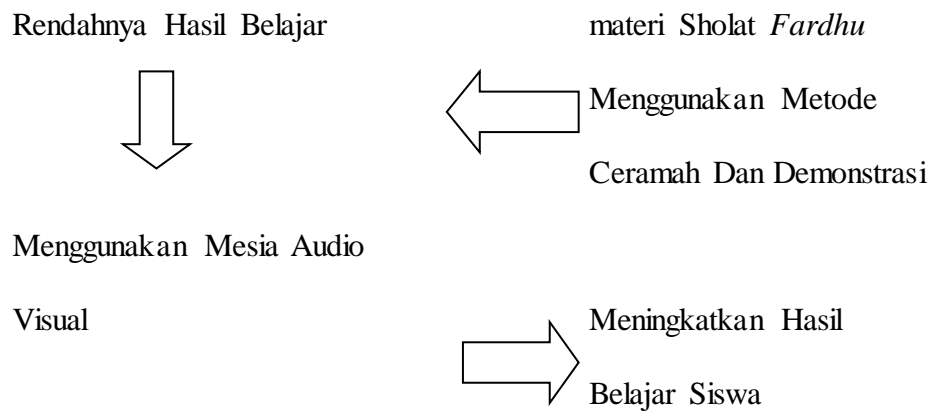 Rendahnya Hasil Belajar
materi Sholat Fardhu
Menggunakan Metode
Ceramah Dan Demonstrasi
Menggunakan Mesia Audio
Visual
Meningkatkan Hasil
Belajar Siswa